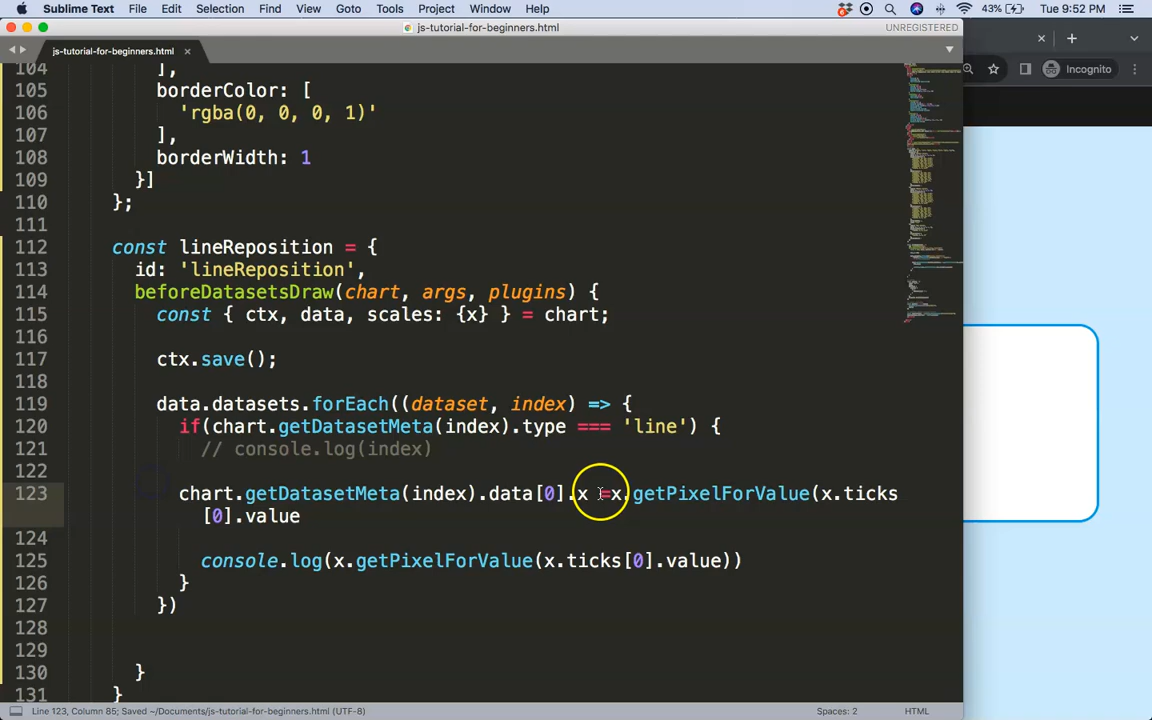 Sublime Text File Edit Selection Find View Goto Tools Project Window Help 43% Tue 9:52 PM
js-tutorial-for-beginners.html UNREGISTERED
js-tutorial-for-beginners.html
Incognito
104 ],
105 borderColor: [
106 'rgba(0, 0, 0, 1)'
107 ],
108 borderWidth: 1
109 }]
110 };
111
112 const lineReposition = {
113 id: 'lineReposition',
114 beforeDatasetsDraw(chart, args, plugins) {
115 const { ctx, data, scales: {x} } = chart;
116
117 ctx.save();
118
119 data.datasets.forEach((dataset, index) => {
120 if(chart.getDatasetMeta(index).type === 'line') {
121 // console.log(index)
122
123 chart.getDatasetMeta(index).data[0].x =x.getPixelForValue(x.ticks
[0].value
124
125 console.log(x.getPixelForValue(x.ticks[0].value))
126 }
127 })
128
129
130 }
131 }
Line 123, Column 85; Saved ~/Documents/js-tutorial-for-beginners.html (UTF-8) Spaces: 2 HTML